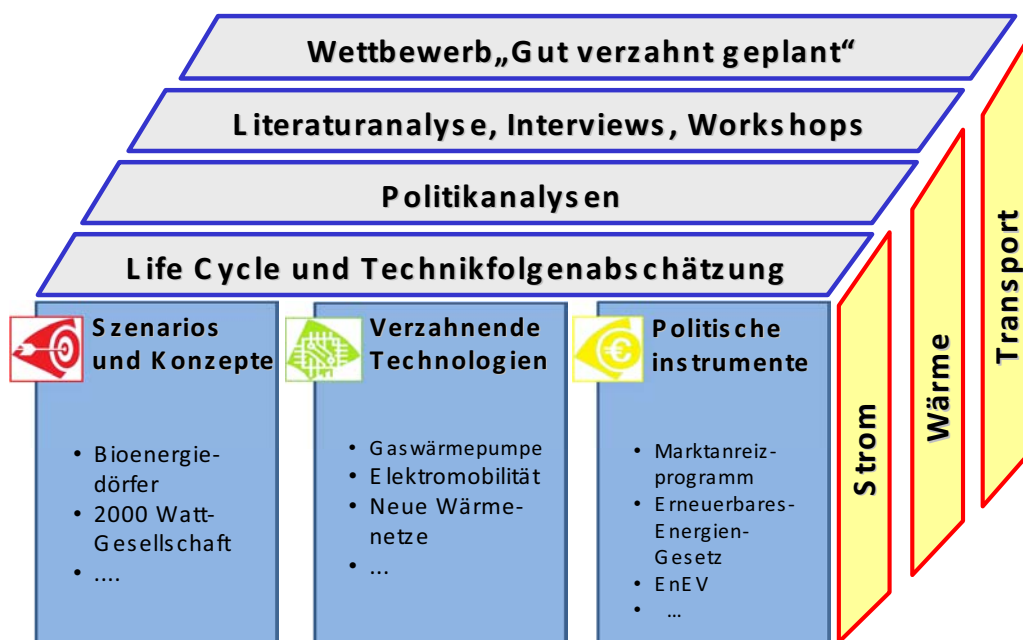 Wettbewerb„Gut verzahnt geplant“
Literaturanalyse, Interviews, Workshops
Politikanalysen
Life Cycle und Technikfolgenabschätzung
Szenarios
und Konzepte
• Bioenergie-
dörfer
• 2000 Watt-
Gesellschaft
• ....
Verzahnende
Technologien
• Gaswärmepumpe
• Elektromobilität
• Neue Wärme-
netze
• ...
Politische
instrumente
• Marktanreiz-
programm
• Erneuerbares-
Energien-
Gesetz
• EnEV
• ...
Strom
Wärme
Transport